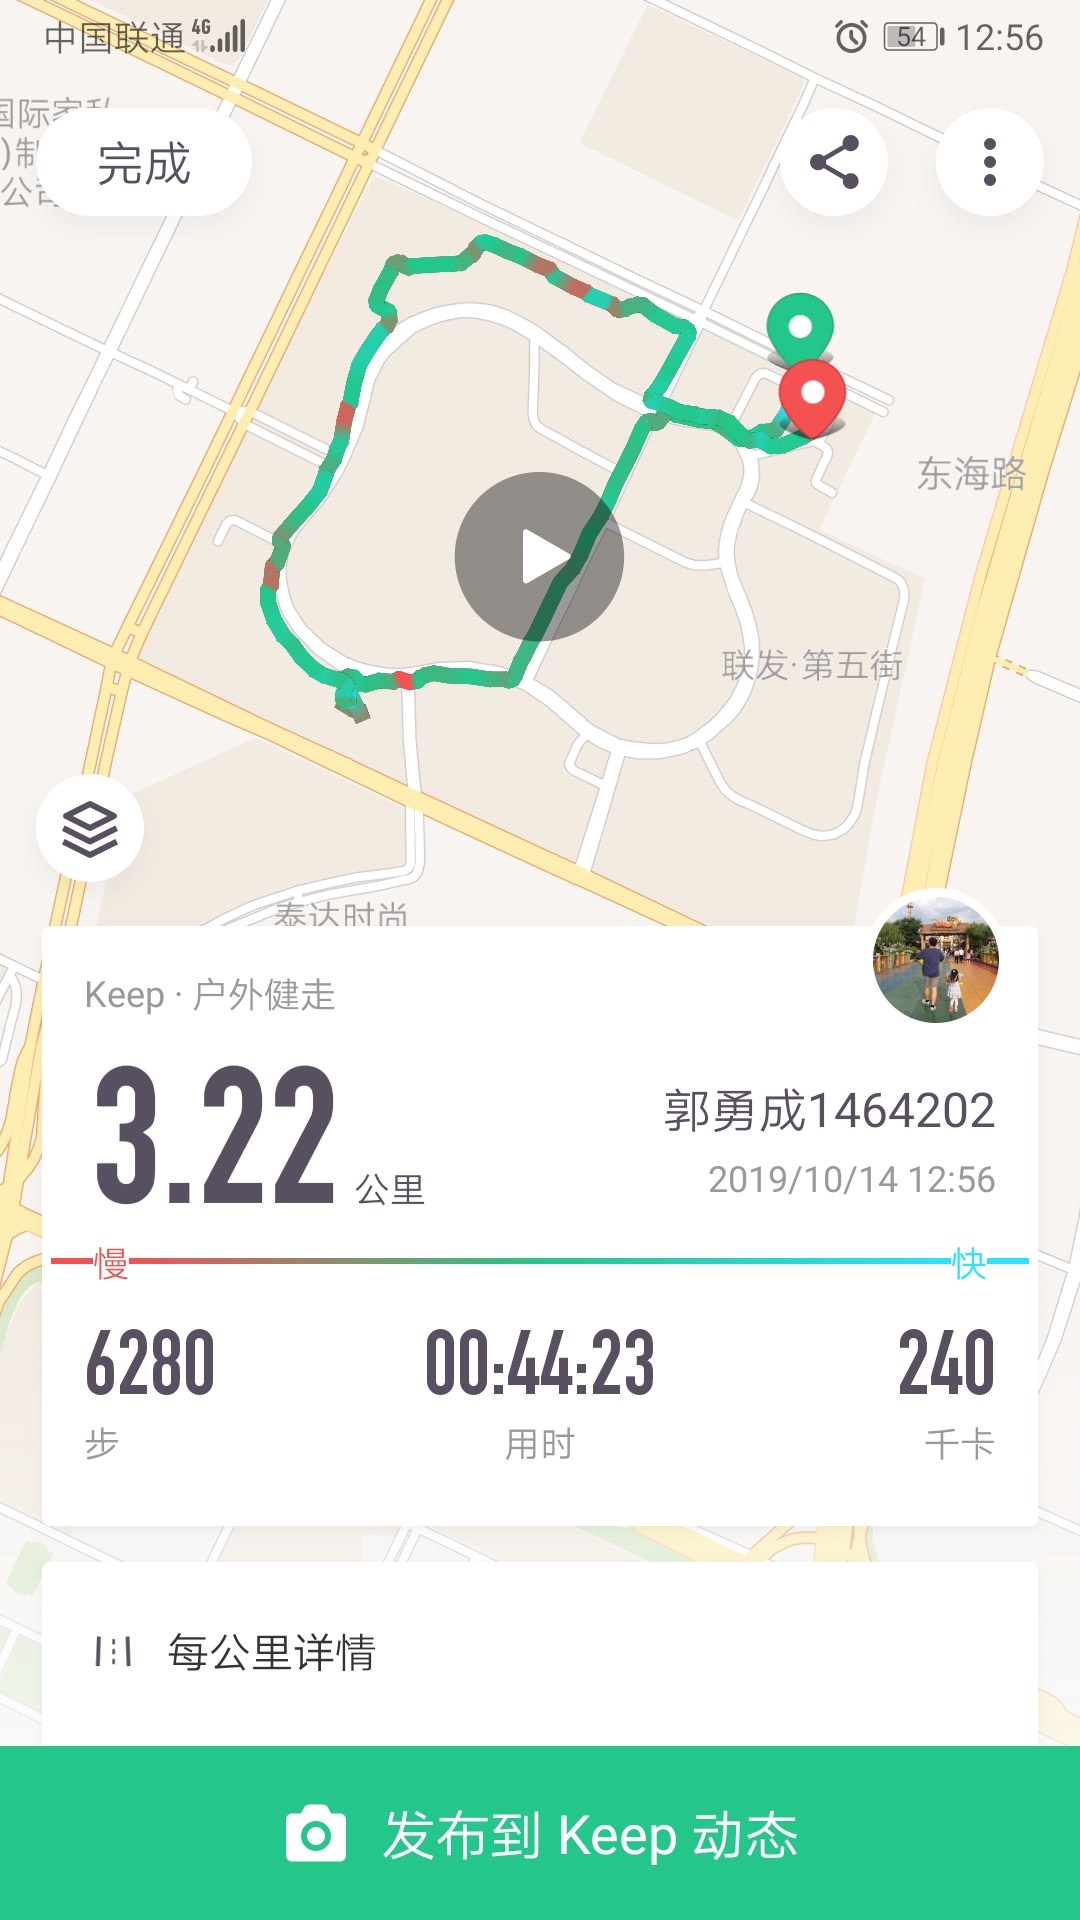 中国联通 4G 54 12:56
国际家私
)制
公司
完成
东海路
联发·第五街
泰达时尚
Keep · 户外健走
3.22 公里
郭勇成1464202
2019/10/14 12:56
慢 快
6280 00:44:23 240
步 用时 千卡
每公里详情
发布到 Keep 动态